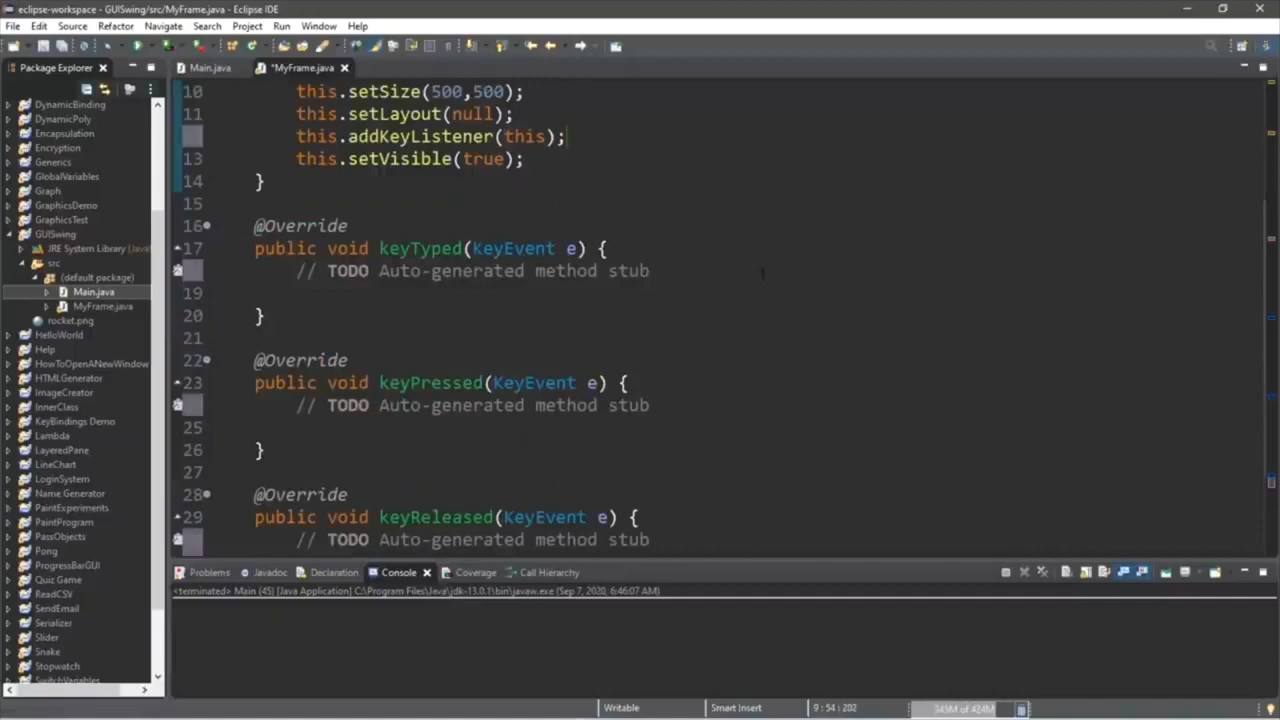 eclipse-workspace - GUISwing/src/MyFrame.java - Eclipse IDE
File Edit Source Refactor Navigate Search Project Run Window Help
Package Explorer
Main.java *MyFrame.java
DynamicBinding
DynamicPoly
Encapsulation
Encryption
Generics
GlobalVariables
Graph
GraphicsDemo
GraphicsTest
GUISwing
JRE System Library [Java
src
(default package)
Main.java
MyFrame.java
rocket.png
HelloWorld
Help
HowToOpenANewWindow
HTMLGenerator
ImageCreator
InnerClass
KeyBindings Demo
Lambda
LayeredPane
LineChart
LoginSystem
Name Generator
PaintExperiments
PaintProgram
PassObjects
Pong
ProgressBarGUI
Quiz Game
ReadCSV
SendEmail
Serializer
Slider
Snake
Stopwatch
SwitchVariables
10 this.setSize(500,500);
11 this.setLayout(null);
this.addKeyListener(this);
13 this.setVisible(true);
14 }
15
16 @Override
17 public void keyTyped(KeyEvent e) {
// TODO Auto-generated method stub
19
20 }
21
22 @Override
23 public void keyPressed(KeyEvent e) {
// TODO Auto-generated method stub
25
26 }
27
28 @Override
29 public void keyReleased(KeyEvent e) {
// TODO Auto-generated method stub
Problems Javadoc Declaration Console Coverage Call Hierarchy
<terminated> Main (45) [Java Application] C:\Program Files\Java\jdk-13.0.1\bin\javaw.exe (Sep 7, 2020, 6:46:07 AM)
Writable Smart Insert 9 : 54 : 202 345M of 424M